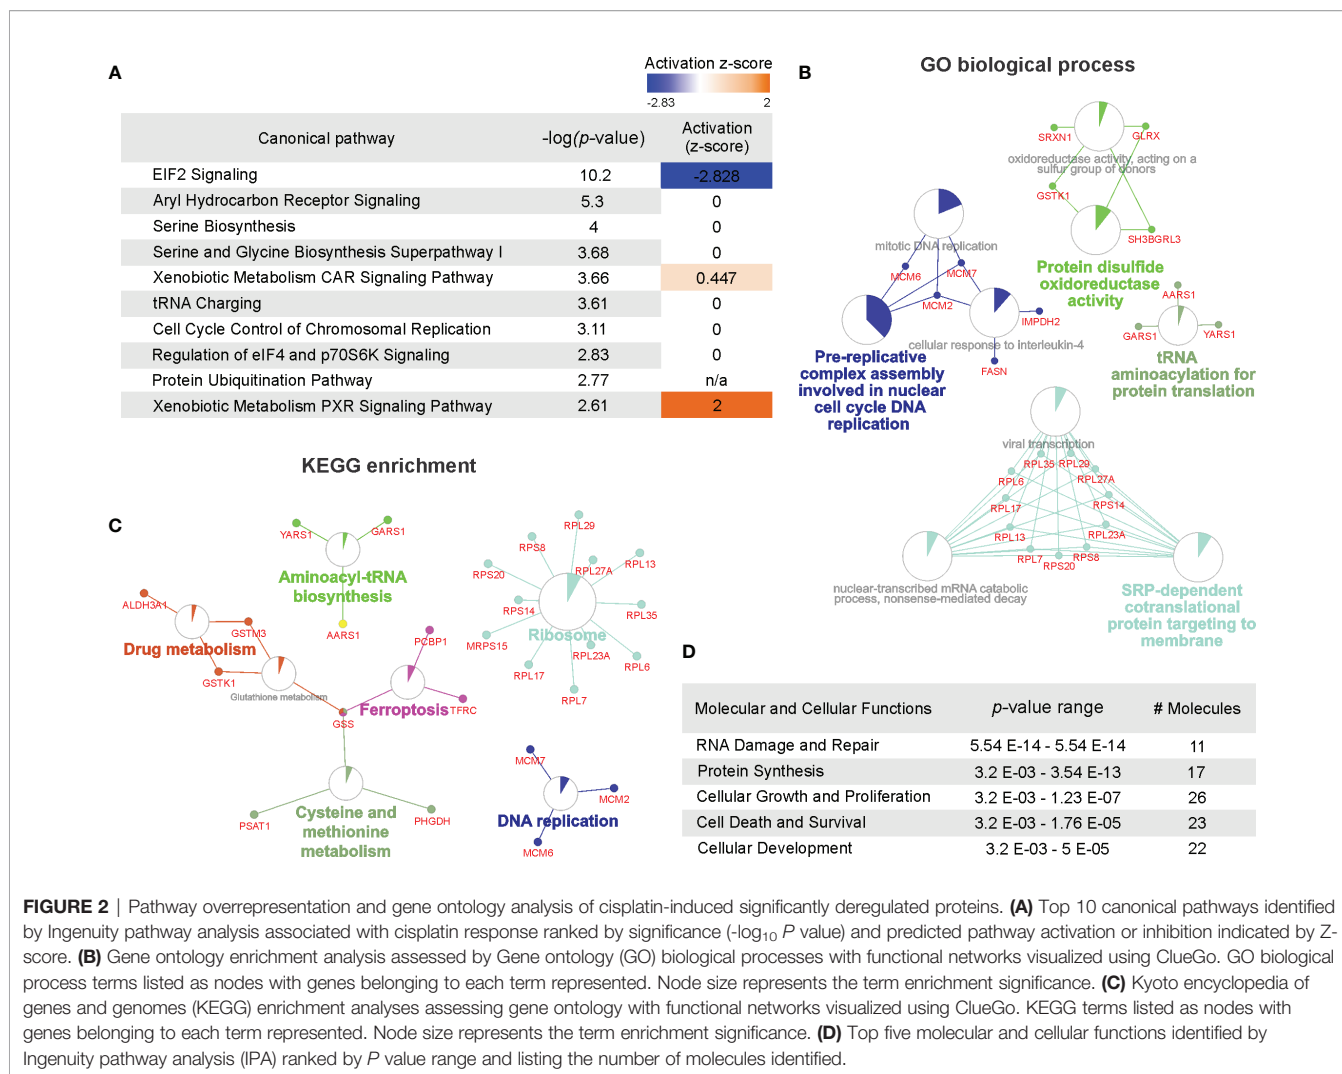 A
Activation z-score
-2.83 2
Canonical pathway -log(p-value) Activation (z-score)
EIF2 Signaling 10.2 -2.828
Aryl Hydrocarbon Receptor Signaling 5.3 0
Serine Biosynthesis 4 0
Serine and Glycine Biosynthesis Superpathway I 3.68 0
Xenobiotic Metabolism CAR Signaling Pathway 3.66 0.447
tRNA Charging 3.61 0
Cell Cycle Control of Chromosomal Replication 3.11 0
Regulation of eIF4 and p70S6K Signaling 2.83 0
Protein Ubiquitination Pathway 2.77 n/a
Xenobiotic Metabolism PXR Signaling Pathway 2.61 2
B
GO biological process
SRXN1
GLRX
oxidoreductase activity, acting on a
sulfur group of donors
GSTK1
SH3BGRL3
Protein disulfide
oxidoreductase
activity
mitotic DNA replication
MCM6
MCM7
MCM2
IMPDH2
cellular response to interleukin-4
FASN
Pre-replicative
complex assembly
involved in nuclear
cell cycle DNA
replication
AARS1
GARS1
YARS1
tRNA
aminoacylation for
protein translation
viral transcription
RPL35
RPL29
RPL6
RPL27A
RPL17
RPS14
RPL13
RPL23A
RPL7
RPS8
RPS20
nuclear-transcribed mRNA catabolic
process, nonsense-mediated decay
SRP-dependent
cotranslational
protein targeting to
membrane
KEGG enrichment
C
YARS1
GARS1
Aminoacyl-tRNA
biosynthesis
AARS1
ALDH3A1
GSTM3
Drug metabolism
GSTK1
Glutathione metabolism
PCBP1
Ferroptosis
TFRC
GSS
PSAT1
PHGDH
Cysteine and
methionine
metabolism
RPL29
RPS8
RPL13
RPS20
RPL27A
RPS14
RPL35
Ribosome
MRPS15
RPL23A
RPL6
RPL17
RPL7
MCM7
MCM2
DNA replication
MCM6
D
Molecular and Cellular Functions p-value range # Molecules
RNA Damage and Repair 5.54 E-14 - 5.54 E-14 11
Protein Synthesis 3.2 E-03 - 3.54 E-13 17
Cellular Growth and Proliferation 3.2 E-03 - 1.23 E-07 26
Cell Death and Survival 3.2 E-03 - 1.76 E-05 23
Cellular Development 3.2 E-03 - 5 E-05 22
FIGURE 2 | Pathway overrepresentation and gene ontology analysis of cisplatin-induced significantly deregulated proteins. (A) Top 10 canonical pathways identified
by Ingenuity pathway analysis associated with cisplatin response ranked by significance (-log10 P value) and predicted pathway activation or inhibition indicated by Z-
score. (B) Gene ontology enrichment analysis assessed by Gene ontology (GO) biological processes with functional networks visualized using ClueGo. GO biological
process terms listed as nodes with genes belonging to each term represented. Node size represents the term enrichment significance. (C) Kyoto encyclopedia of
genes and genomes (KEGG) enrichment analyses assessing gene ontology with functional networks visualized using ClueGo. KEGG terms listed as nodes with
genes belonging to each term represented. Node size represents the term enrichment significance. (D) Top five molecular and cellular functions identified by
Ingenuity pathway analysis (IPA) ranked by P value range and listing the number of molecules identified.